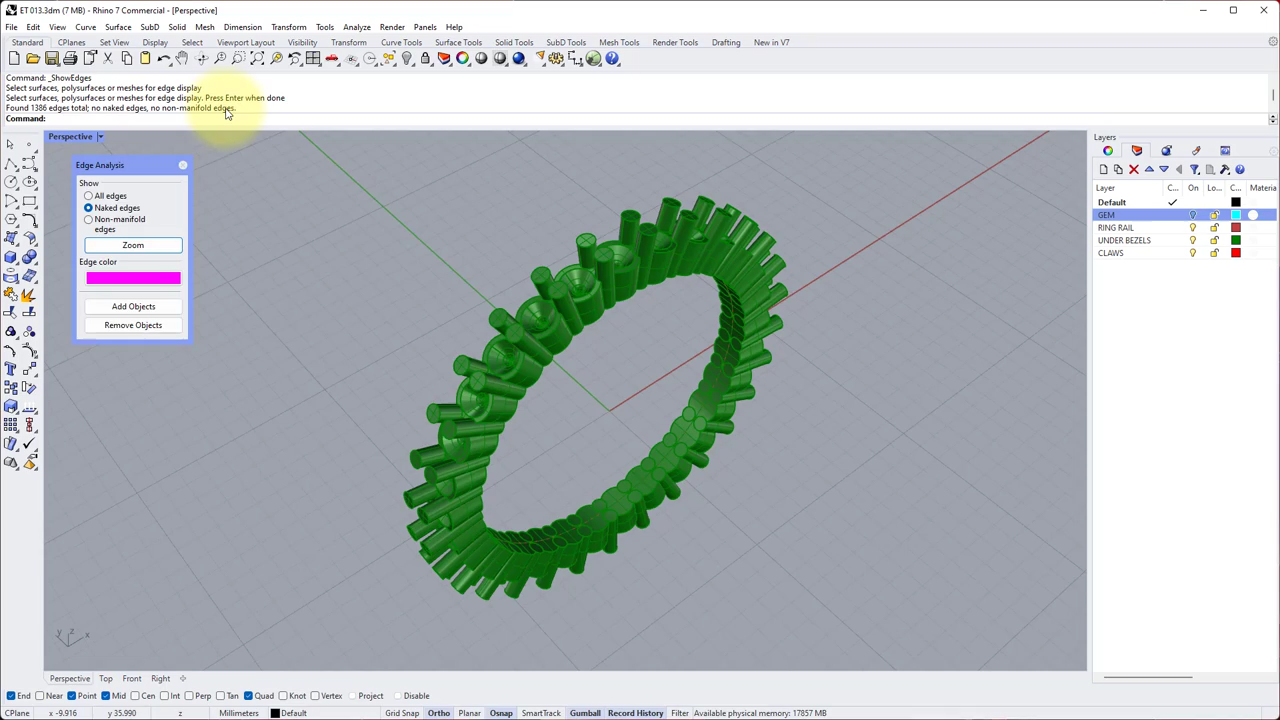 ET 013.3dm (7 MB) - Rhino 7 Commercial - [Perspective]
File Edit View Curve Surface SubD Solid Mesh Dimension Transform Tools Analyze Render Panels Help
Standard CPlanes Set View Display Select Viewport Layout Visibility Transform Curve Tools Surface Tools Solid Tools SubD Tools Mesh Tools Render Tools Drafting New in V7
Command: _ShowEdges
Select surfaces, polysurfaces or meshes for edge display
Select surfaces, polysurfaces or meshes for edge display. Press Enter when done
Found 1386 edges total; no naked edges, no non-manifold edges.
Command:
Perspective
Edge Analysis
Show
All edges
Naked edges
Non-manifold
edges
Zoom
Edge color
Add Objects
Remove Objects
Layers
Layer C... On Lo... C... Materia
Default
GEM
RING RAIL
UNDER BEZELS
CLAWS
y z x
Perspective Top Front Right
End Near Point Mid Cen Int Perp Tan Quad Knot Vertex Project Disable
CPlane x -9.916 y 35.990 z Millimeters Default Grid Snap Ortho Planar Osnap SmartTrack Gumball Record History Filter Available physical memory: 17857 MB